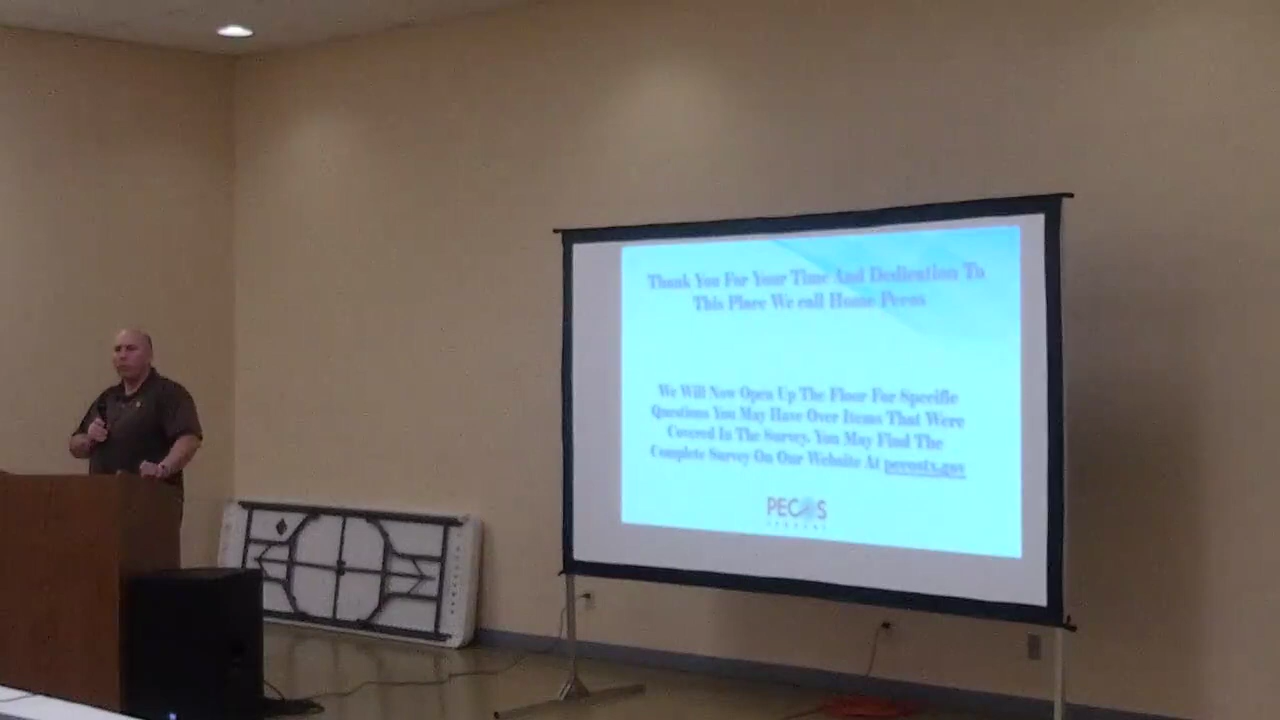 Thank You For Your Time And Dedication To
This Place We call Home Pecos
We Will Now Open Up The Floor For Specific
Questions You May Have Over Items That Were
Covered In The Survey. You May Find The
Complete Survey On Our Website At pecostx.gov
PECOS